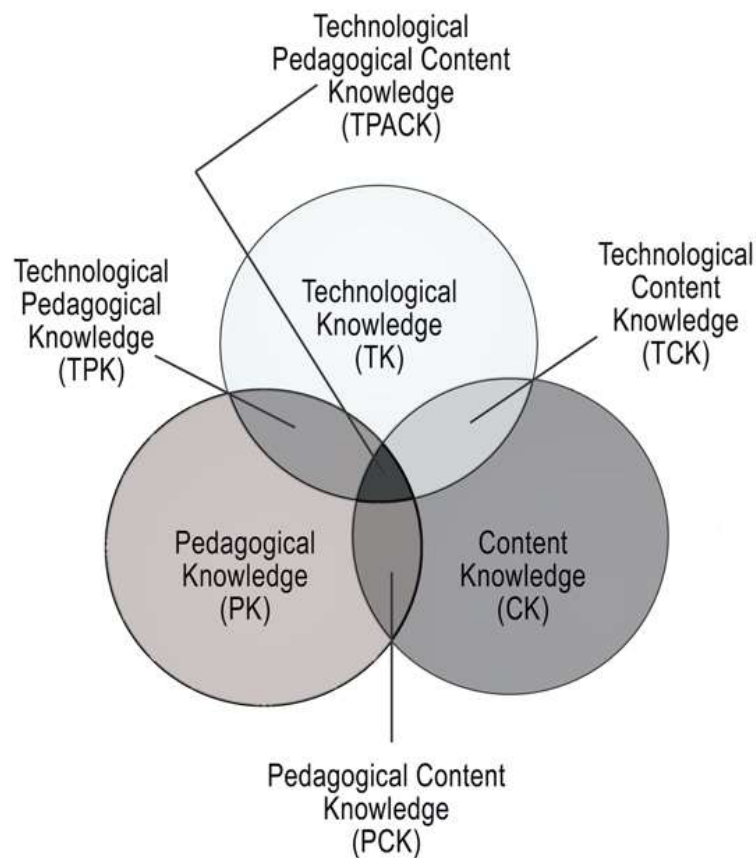 Technological
Pedagogical Content
Knowledge
(TPACK)
Technological
Pedagogical
Knowledge
(TPK)
Technological
Knowledge
(TK)
Technological
Content
Knowledge
(TCK)
Pedagogical
Knowledge
(PK)
Content
Knowledge
(CK)
Pedagogical Content
Knowledge
(PCK)